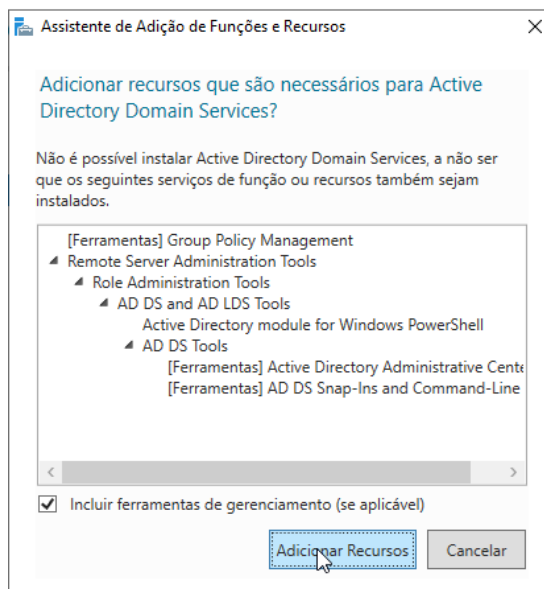 Assistente de Adição de Funções e Recursos
Adicionar recursos que são necessários para Active
Directory Domain Services?
Não é possível instalar Active Directory Domain Services, a não ser
que os seguintes serviços de função ou recursos também sejam
instalados.
[Ferramentas] Group Policy Management
Remote Server Administration Tools
Role Administration Tools
AD DS and AD LDS Tools
Active Directory module for Windows PowerShell
AD DS Tools
[Ferramentas] Active Directory Administrative
[Ferramentas] AD DS Snap-Ins and Command-Line
Incluir ferramentas de gerenciamento (se aplicável)
Adicionar Recursos
Cancelar